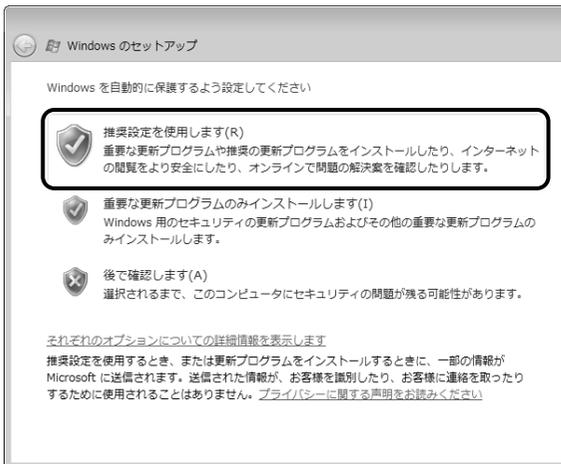 Windows のセットアップ
Windows を自動的に保護するよう設定してください
推奨設定を使用します(R)
重要な更新プログラムや推奨の更新プログラムをインストールしたり、インターネット
の閲覧をより安全にしたり、オンラインで問題の解決案を確認したりします。
重要な更新プログラムのみインストールします(I)
Windows 用のセキュリティの更新プログラムおよびその他の重要な更新プログラムの
みインストールします。
後で確認します(A)
選択されるまで、このコンピュータにセキュリティの問題が残る可能性があります。
それぞれのオプションについての詳細情報を表示します
推奨設定を使用するとき、または更新プログラムをインストールするときに、一部の情報が
Microsoft に送信されます。送信された情報が、お客様を識別したり、お客様に連絡を取ったり
するために使用されることはありません。プライバシーに関する声明をお読みください